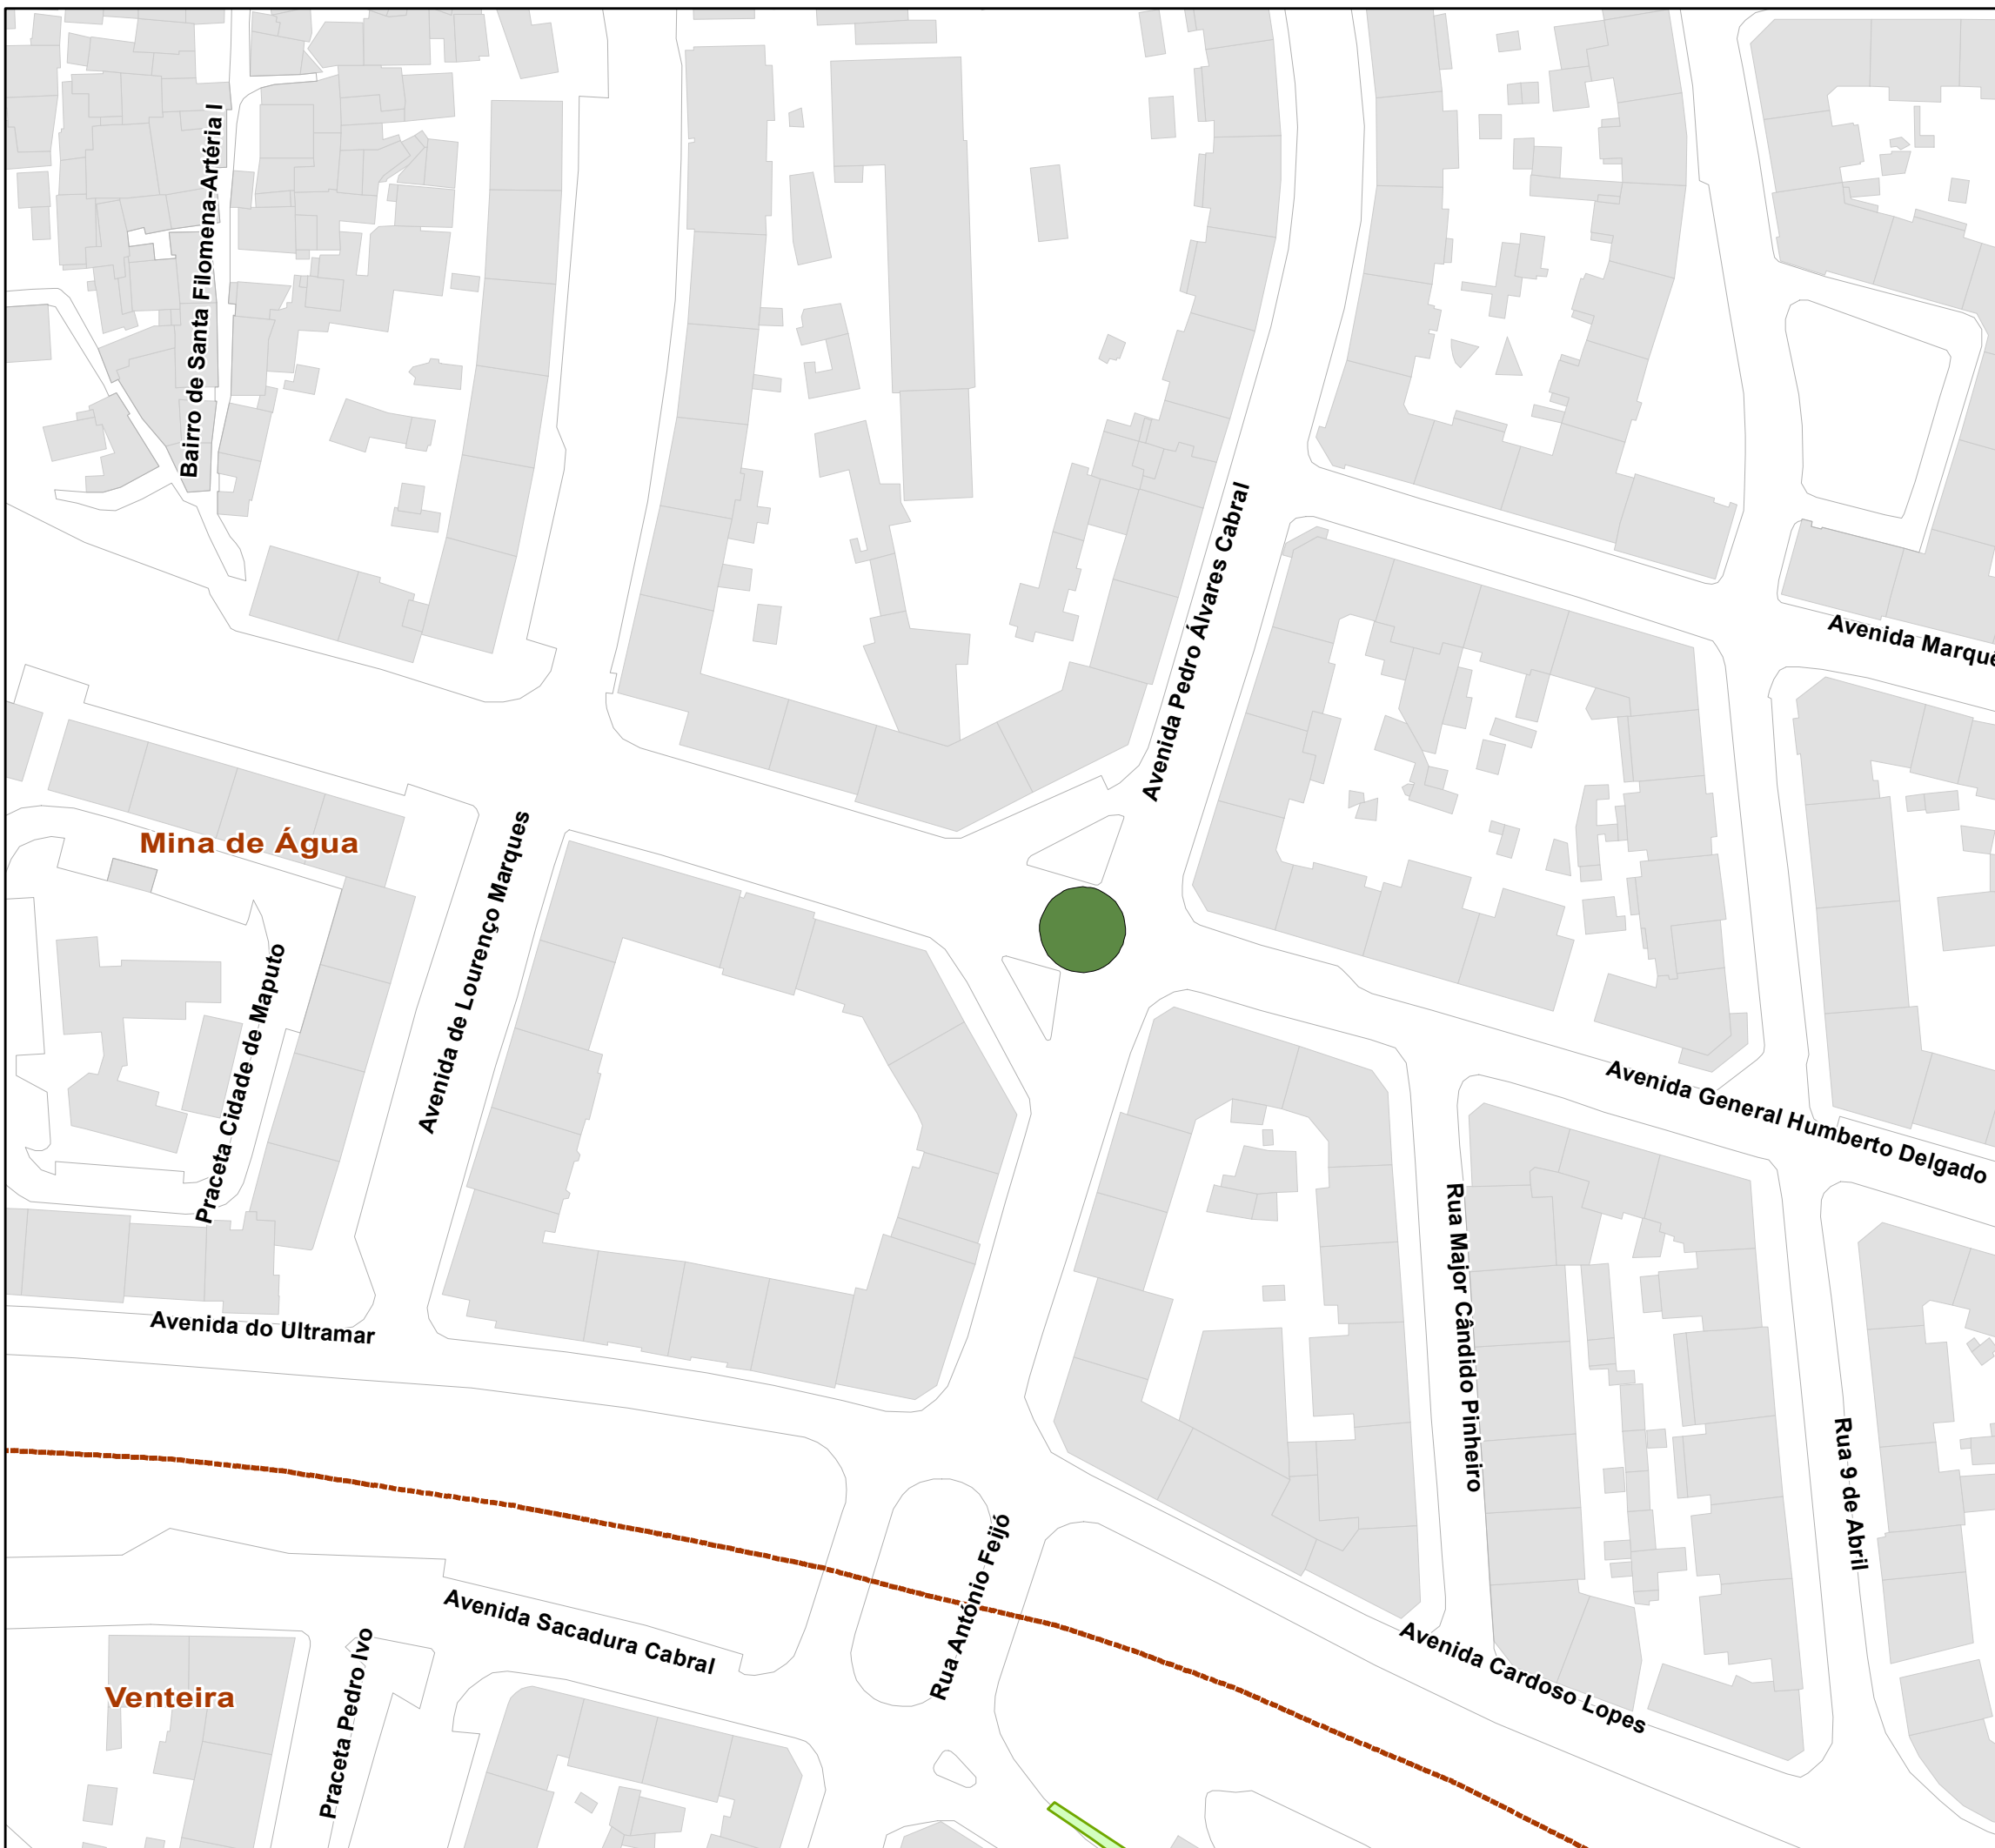 Bairro de Santa Filomena-Artéria I
Avenida Pedro Álvares Cabral
Avenida Marquê
Mina de Água
Avenida de Lourenço Marques
Praceta Cidade de Maputo
Avenida General Humberto Delgado
Rua Major Cândido Pinheiro
Avenida do Ultramar
Rua 9 de Abril
Rua António Feijó
Avenida Sacadura Cabral
Avenida Cardoso Lopes
Praceta Pedro Ivo
Venteira